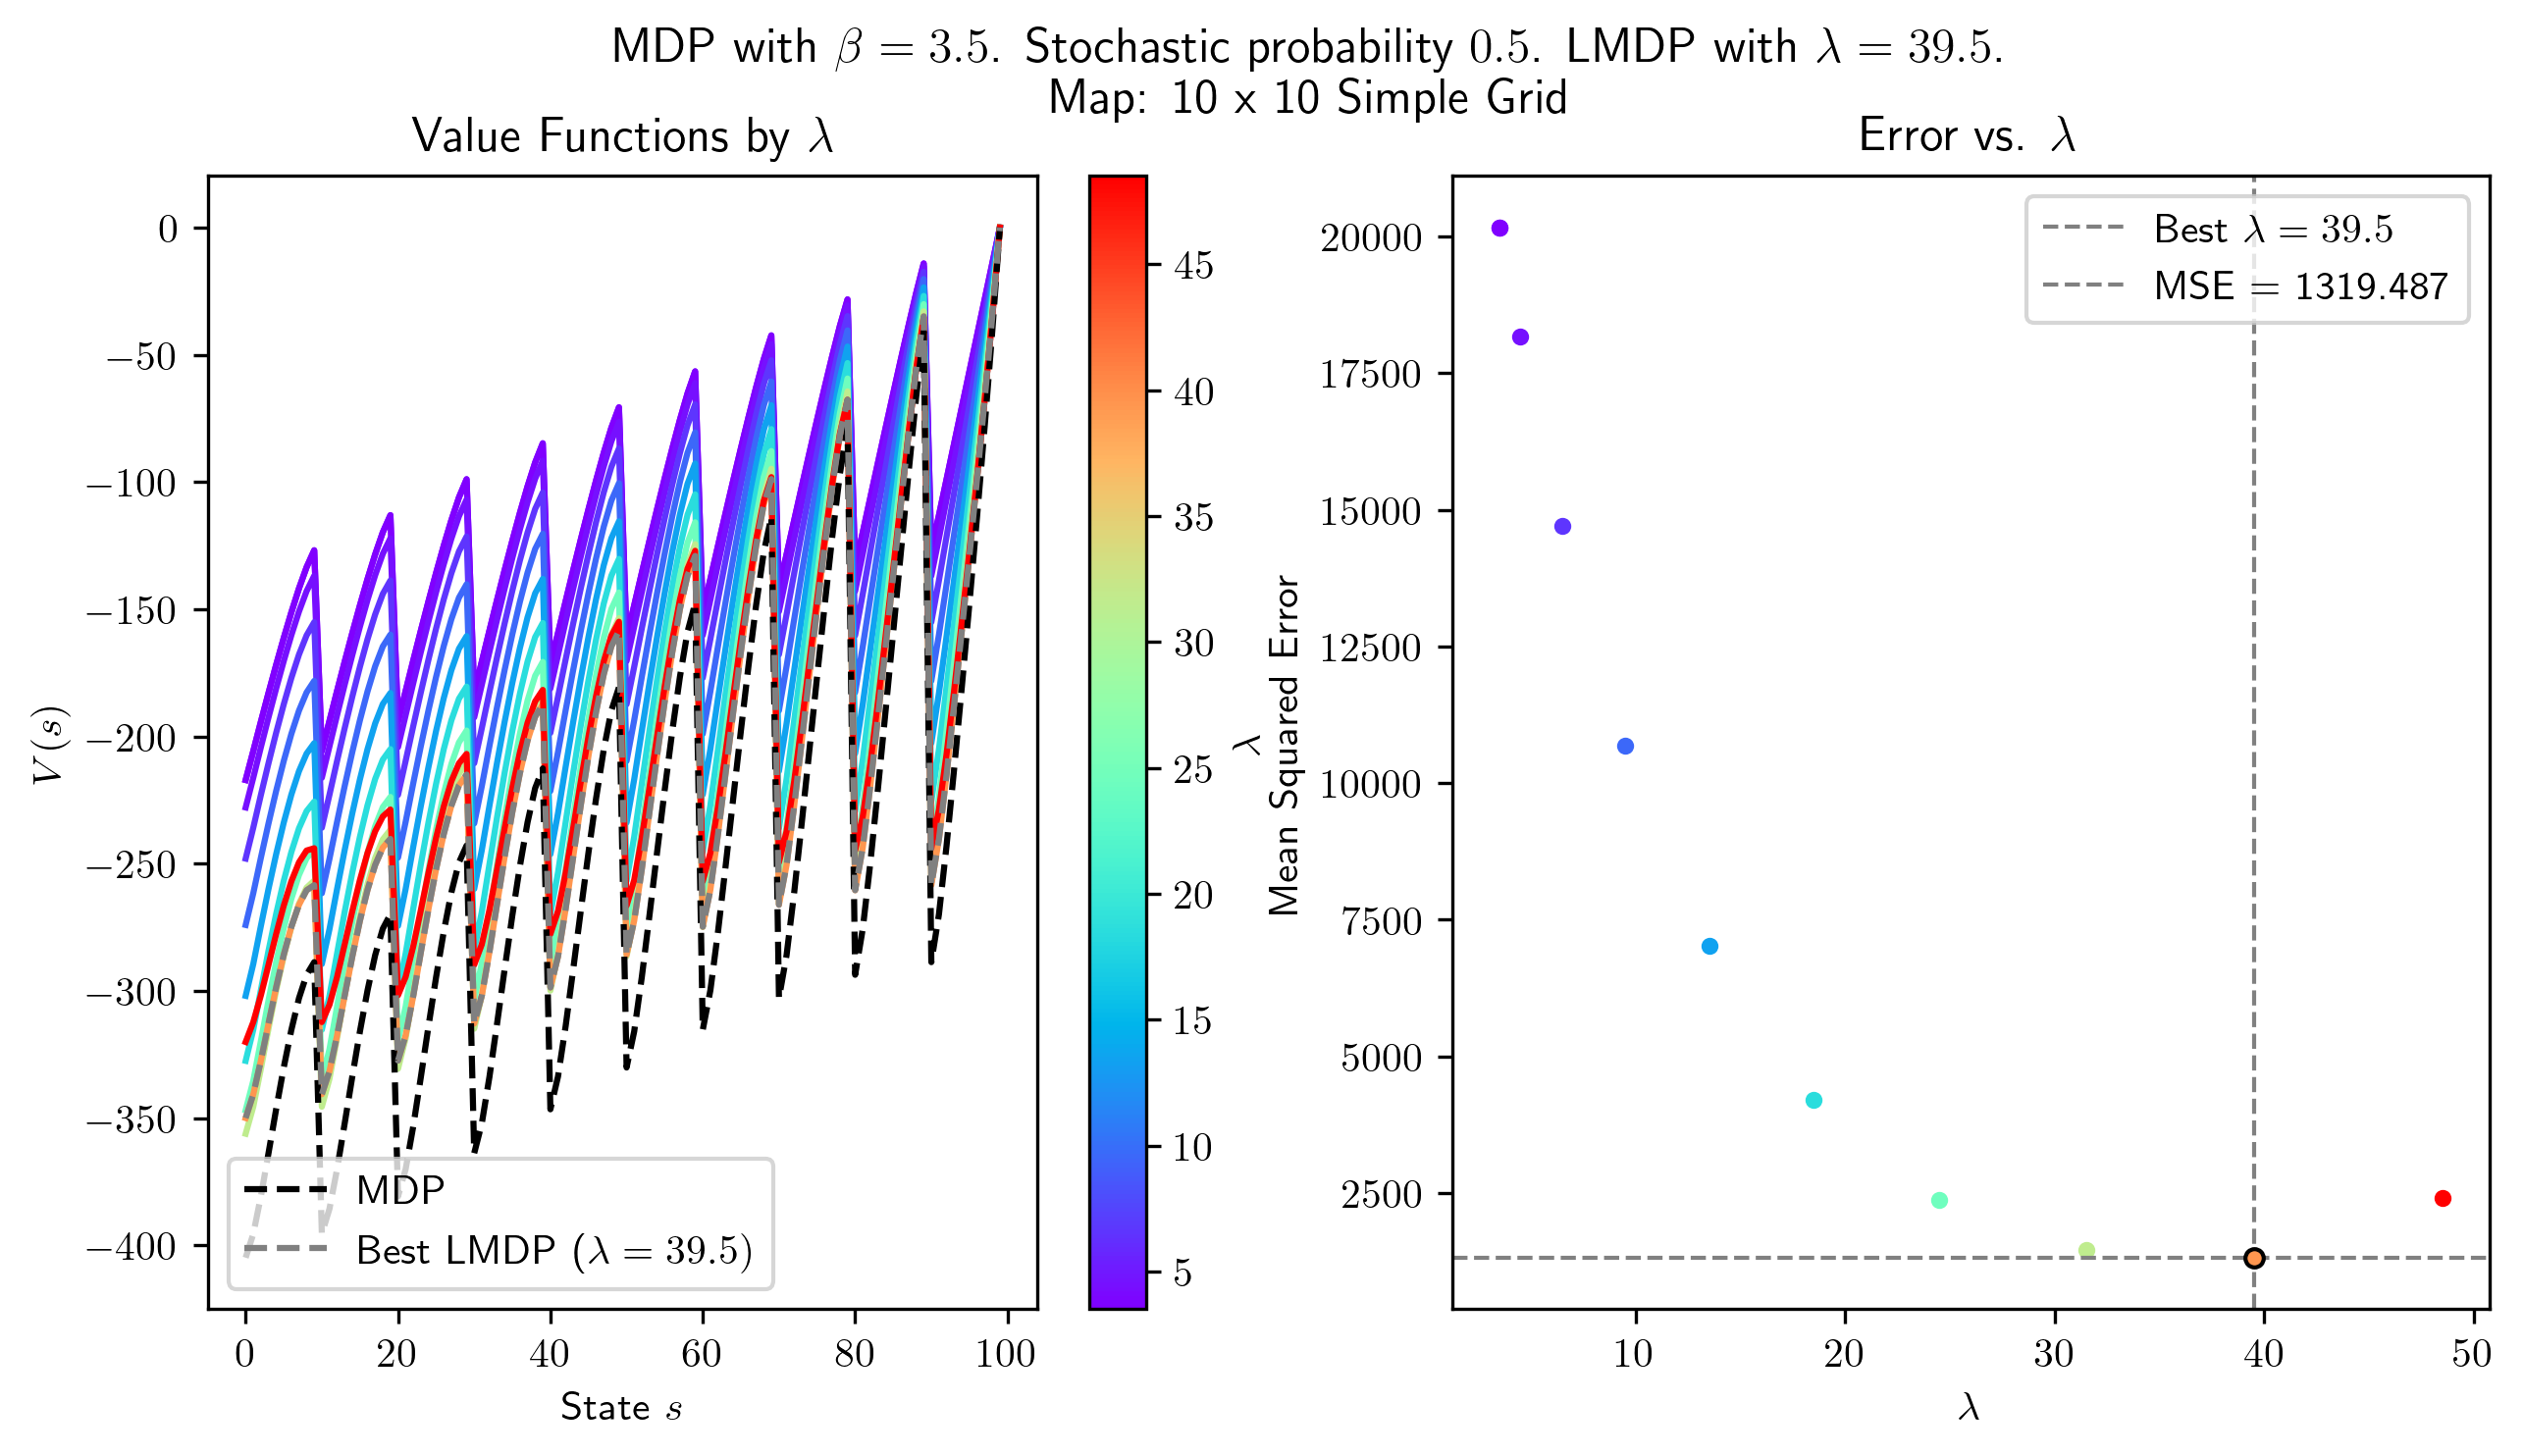 MDP with β = 3.5. Stochastic probability 0.5. LMDP with λ = 39.5.
Map: 10 x 10 Simple Grid
Value Functions by λ
V(s)
0
−50
−100
−150
−200
−250
−300
−350
−400
MDP
Best LMDP (λ = 39.5)
0 20 40 60 80 100
State s
45
40
35
30
25
20
15
10
5
λ
Error vs. λ
Mean Squared Error
20000
17500
15000
12500
10000
7500
5000
2500
Best λ = 39.5
MSE = 1319.487
10 20 30 40 50
λ